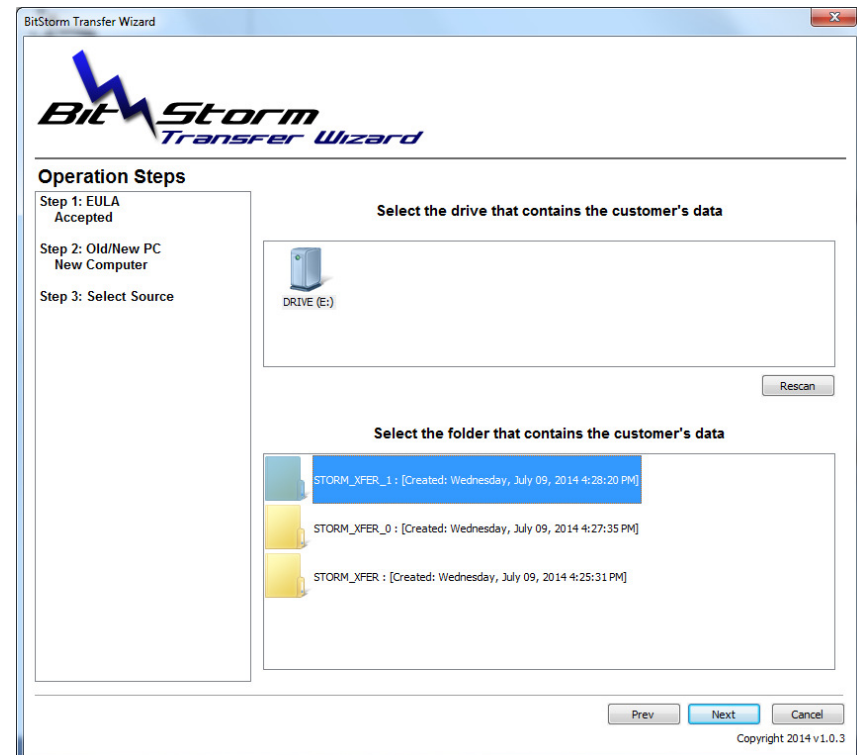 BitStorm Transfer Wizard
Bit Storm
Transfer Wizard
Operation Steps
Step 1: EULA
Accepted
Step 2: Old/New PC
New Computer
Step 3: Select Source
Select the drive that contains the customer's data
DRIVE (E:)
Rescan
Select the folder that contains the customer's data
STORM_XFER_1 : [Created: Wednesday, July 09, 2014 4:28:20 PM]
STORM_XFER_0 : [Created: Wednesday, July 09, 2014 4:27:35 PM]
STORM_XFER : [Created: Wednesday, July 09, 2014 4:25:31 PM]
Prev Next Cancel
Copyright 2014 v1.0.3